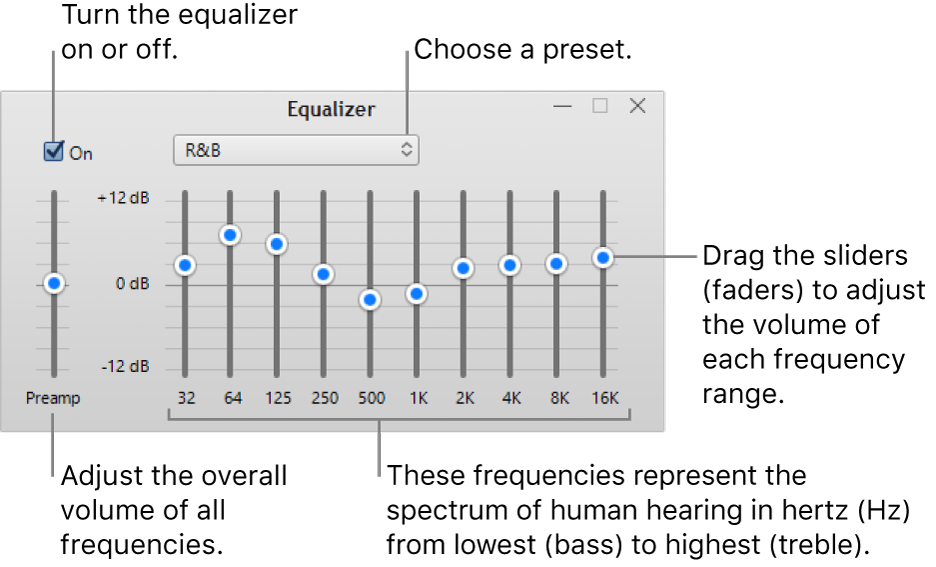 Turn the equalizer
on or off.
Choose a preset.
Equalizer
On
R&B
+12 dB
0 dB
-12 dB
Preamp
32 64 125 250 500 1K 2K 4K 8K 16K
Drag the sliders
(faders) to adjust
the volume of
each frequency
range.
Adjust the overall
volume of all
frequencies.
These frequencies represent the
spectrum of human hearing in hertz (Hz)
from lowest (bass) to highest (treble).